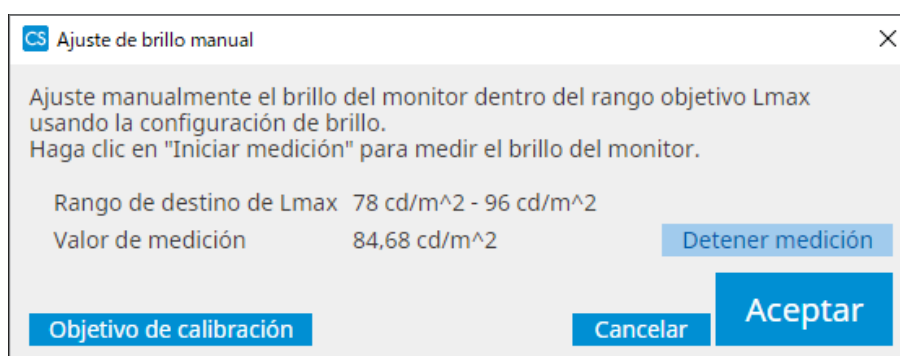 CS Ajuste de brillo manual
Ajuste manualmente el brillo del monitor dentro del rango objetivo Lmax
usando la configuración de brillo.
Haga clic en "Iniciar medición" para medir el brillo del monitor.
Rango de destino de Lmax 78 cd/m^2 - 96 cd/m^2
Valor de medición 84,68 cd/m^2 Detener medición
Objetivo de calibración Cancelar Aceptar